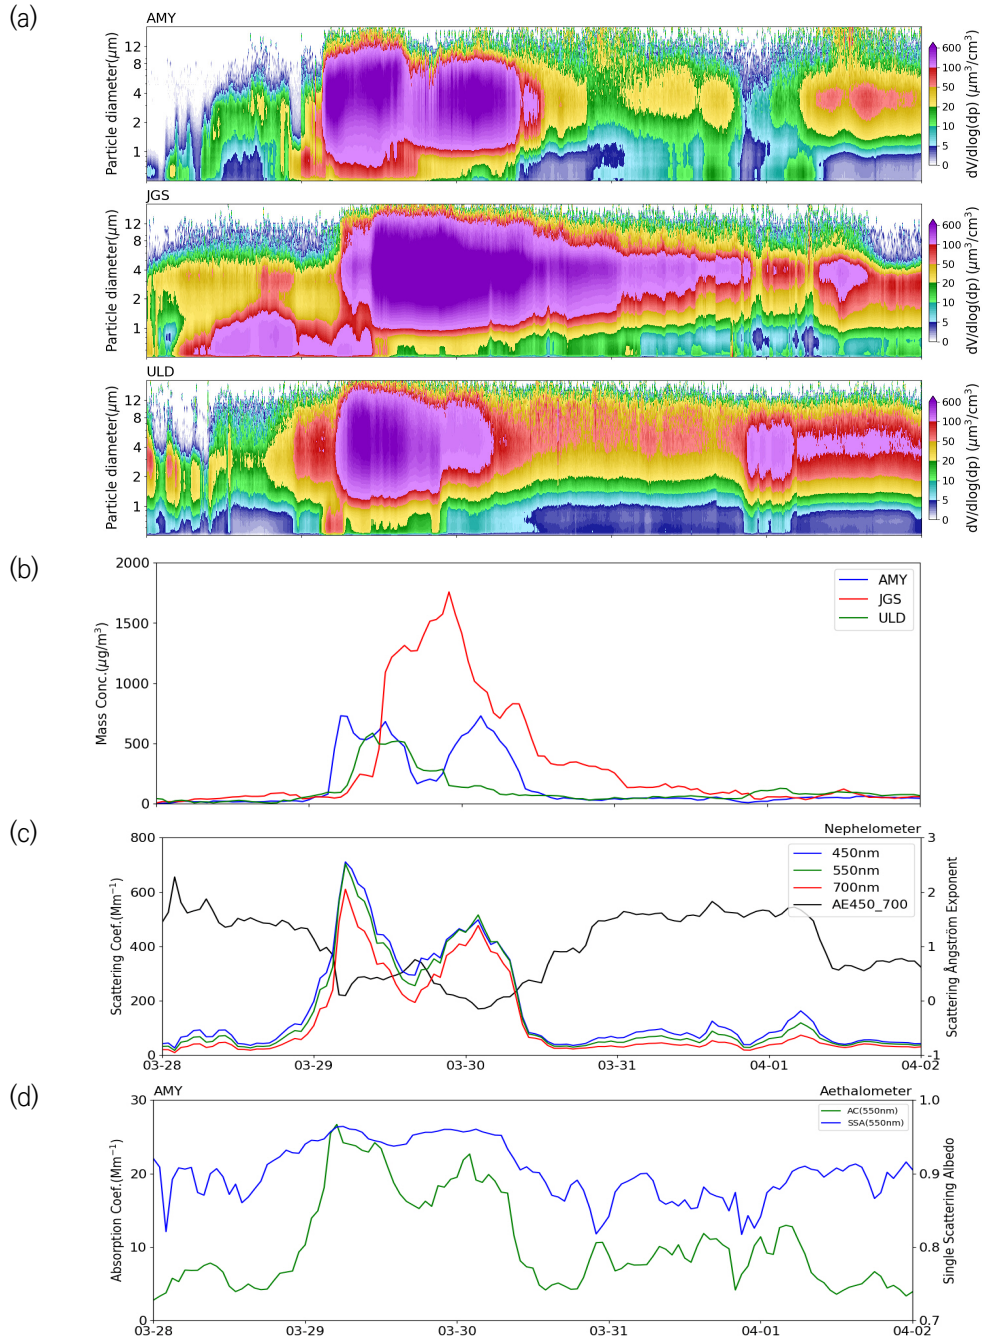 (a)
AMY
Particle diameter(μm)
12
8
4
2
1
600
100
50
20
10
5
0
dV/dlog(dp) (μm³/cm³)
JGS
Particle diameter(μm)
12
8
4
2
1
600
100
50
20
10
5
0
dV/dlog(dp) (μm³/cm³)
ULD
Particle diameter(μm)
12
8
4
2
1
600
100
50
20
10
5
0
dV/dlog(dp) (μm³/cm³)
(b)
Mass Conc.(μg/m³)
2000
1500
1000
500
0
AMY
JGS
ULD
(c)
Nephelometer
Scattering Coef.(Mm⁻¹)
800
600
400
200
0
450nm
550nm
700nm
AE450_700
3
2
1
0
-1
Scattering Ångström Exponent
03-28 03-29 03-30 03-31 04-01 04-02
(d)
AMY Aethalometer
Absorption Coef.(Mm⁻¹)
30
20
10
0
AC(550nm)
SSA(550nm)
1.0
0.9
0.8
0.7
Single Scattering Albedo
03-28 03-29 03-30 03-31 04-01 04-02